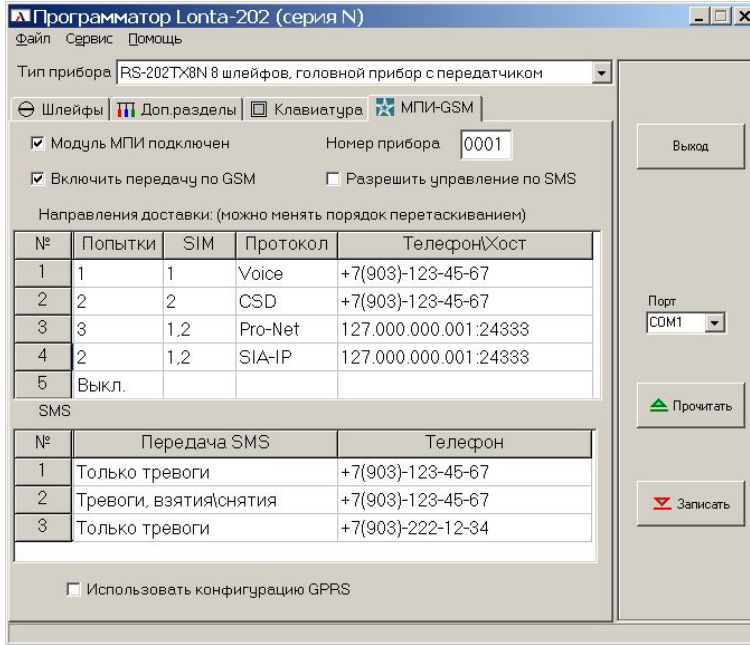 Программатор Lonta-202 (серия N)
Файл Сервис Помощь
Тип прибора RS-202TX8N 8 шлейфов, головной прибор с передатчиком
Шлейфы Доп.разделы Клавиатура МПИ-GSM
Модуль МПИ подключен Номер прибора 0001
Выход
Включить передачу по GSM Разрешить управление по SMS
Направления доставки: (можно менять порядок перетаскиванием)
№ Попытки SIM Протокол Телефон\Хост
1 1 1 Voice +7(903)-123-45-67
2 2 2 CSD +7(903)-123-45-67
Порт
3 3 1,2 Pro-Net 127.000.000.001:24333
COM1
4 2 1,2 SIA-IP 127.000.000.001:24333
5 Выкл.
Прочитать
SMS
№ Передача SMS Телефон
1 Только тревоги +7(903)-123-45-67
2 Тревоги, взятия\снятия +7(903)-123-45-67
Записать
3 Только тревоги +7(903)-222-12-34
Использовать конфигурацию GPRS